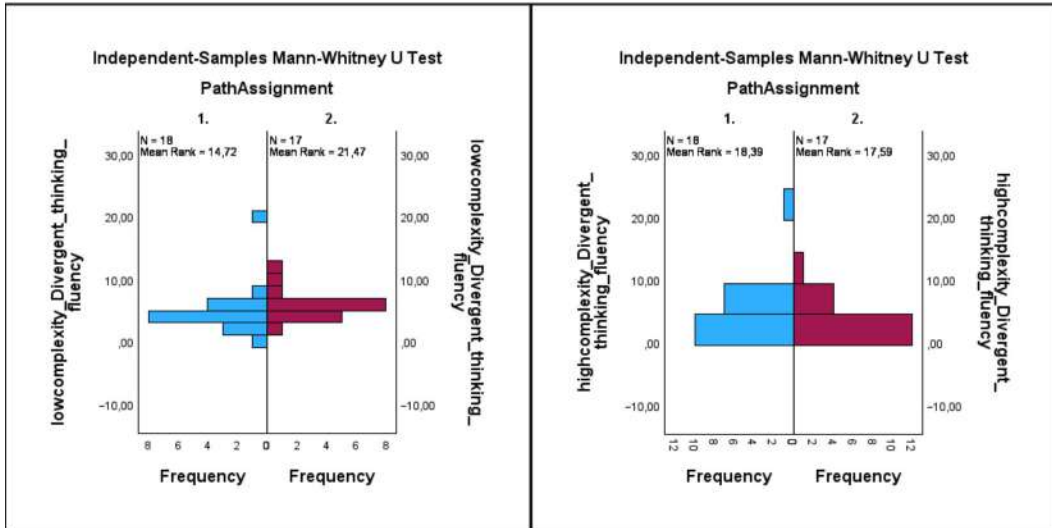 Independent-Samples Mann-Whitney U Test
PathAssignment
1. 2.
N = 18 N = 17
Mean Rank = 14,72 Mean Rank = 21,47
lowcomplexity_Divergent_thinking_
fluency
30,00 30,00
20,00 20,00
10,00 10,00
,00 ,00
−10,00 −10,00
lowcomplexity_Divergent_thinking_
fluency
8 6 4 2 0 0 2 4 6 8
Frequency Frequency
Independent-Samples Mann-Whitney U Test
PathAssignment
1. 2.
N = 18 N = 17
Mean Rank = 18,39 Mean Rank = 17,59
highcomplexity_Divergent_
thinking_fluency
30,00 30,00
20,00 20,00
10,00 10,00
,00 ,00
−10,00 −10,00
highcomplexity_Divergent_
thinking_fluency
12 10 8 6 4 2 0 2 4 6 8 10 12
Frequency Frequency